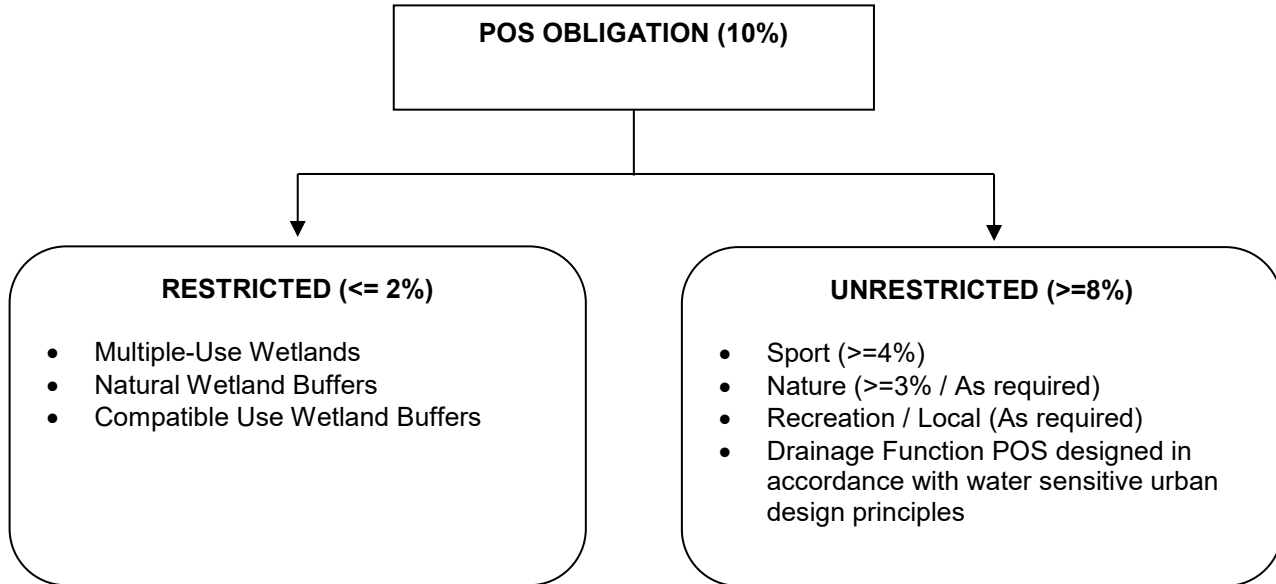 POS OBLIGATION (10%)
RESTRICTED (<= 2%)
• Multiple-Use Wetlands
• Natural Wetland Buffers
• Compatible Use Wetland Buffers
UNRESTRICTED (>=8%)
• Sport (>=4%)
• Nature (>=3% / As required)
• Recreation / Local (As required)
• Drainage Function POS designed in
accordance with water sensitive urban
design principles